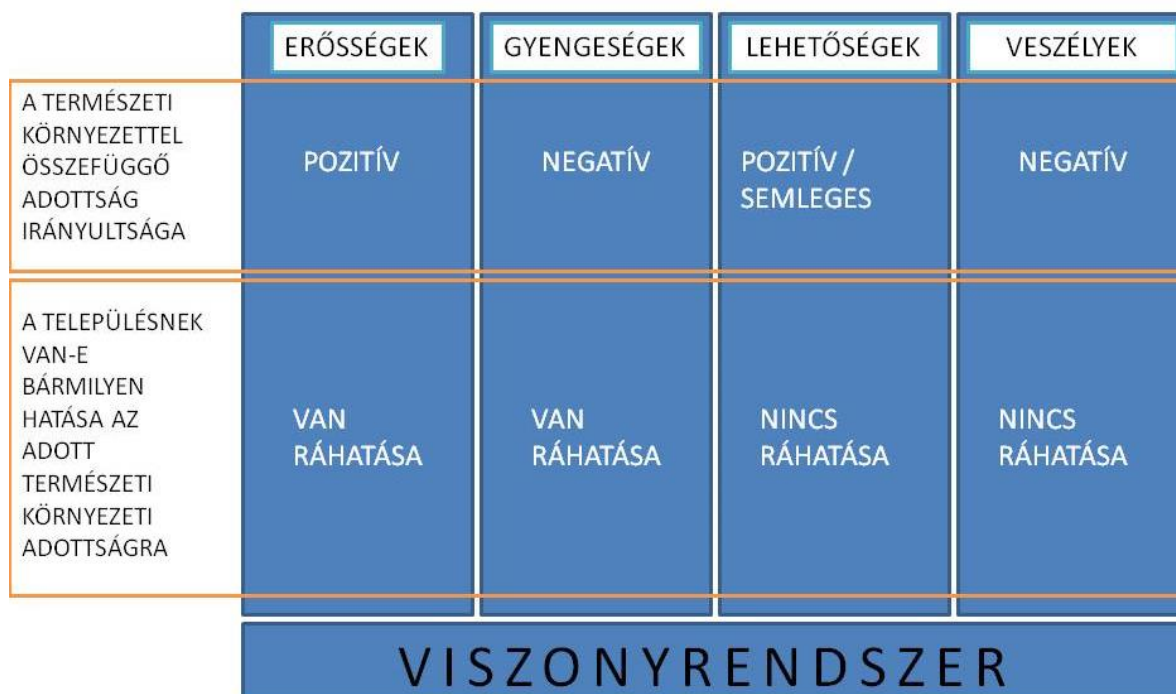 ERŐSSÉGEK
GYENGESÉGEK
LEHETŐSÉGEK
VESZÉLYEK
A TERMÉSZETI
KÖRNYEZETTEL
ÖSSZEFÜGGŐ
ADOTTSÁG
IRÁNYULTSÁGA
POZITÍV
NEGATÍV
POZITÍV /
SEMLEGES
NEGATÍV
A TELEPÜLÉSNEK
VAN-E
BÁRMILYEN
HATÁSA AZ
ADOTT
TERMÉSZETI
KÖRNYEZETI
ADOTTSÁGRA
VAN
RÁHATÁSA
VAN
RÁHATÁSA
NINCS
RÁHATÁSA
NINCS
RÁHATÁSA
VISZONYRENDSZER